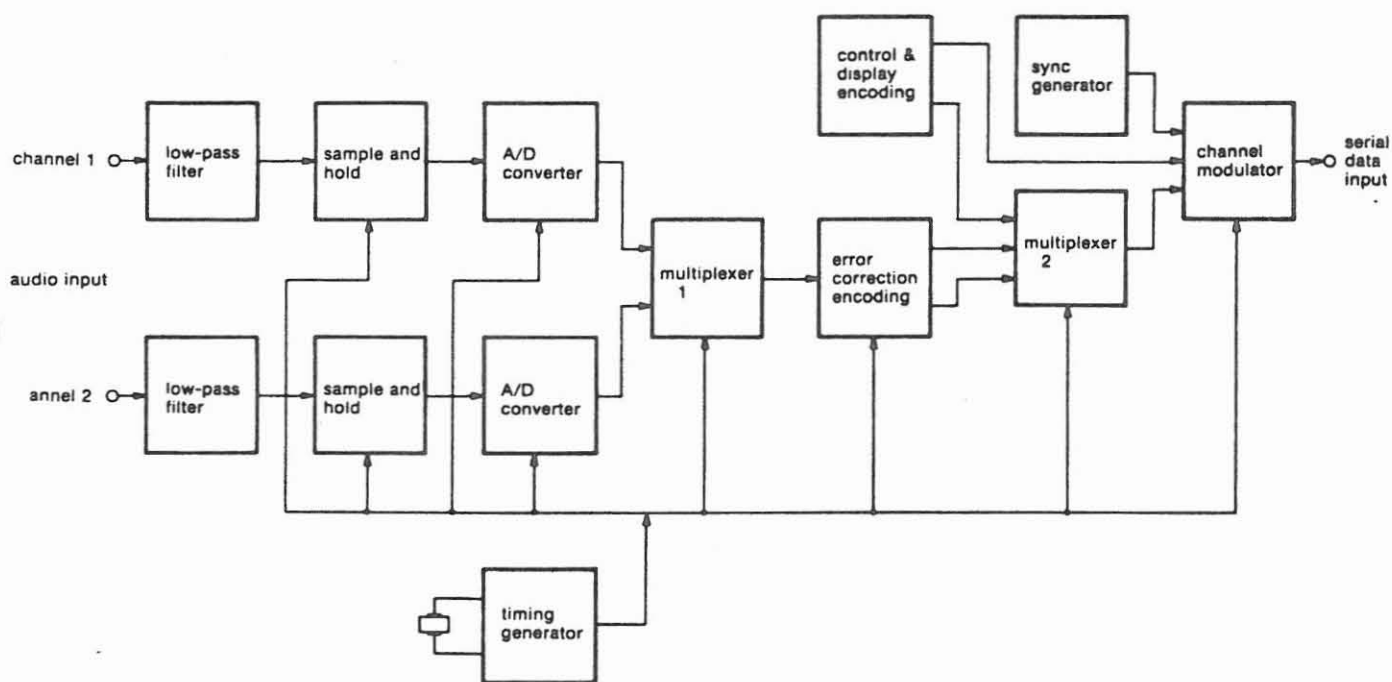 control &
display
encoding
sync
generator
channel 1
low-pass
filter
sample and
hold
A/D
converter
channel
modulator
serial
data
input
audio input
multiplexer
1
error
correction
encoding
multiplexer
2
annel 2
low-pass
filter
sample and
hold
A/D
converter
timing
generator